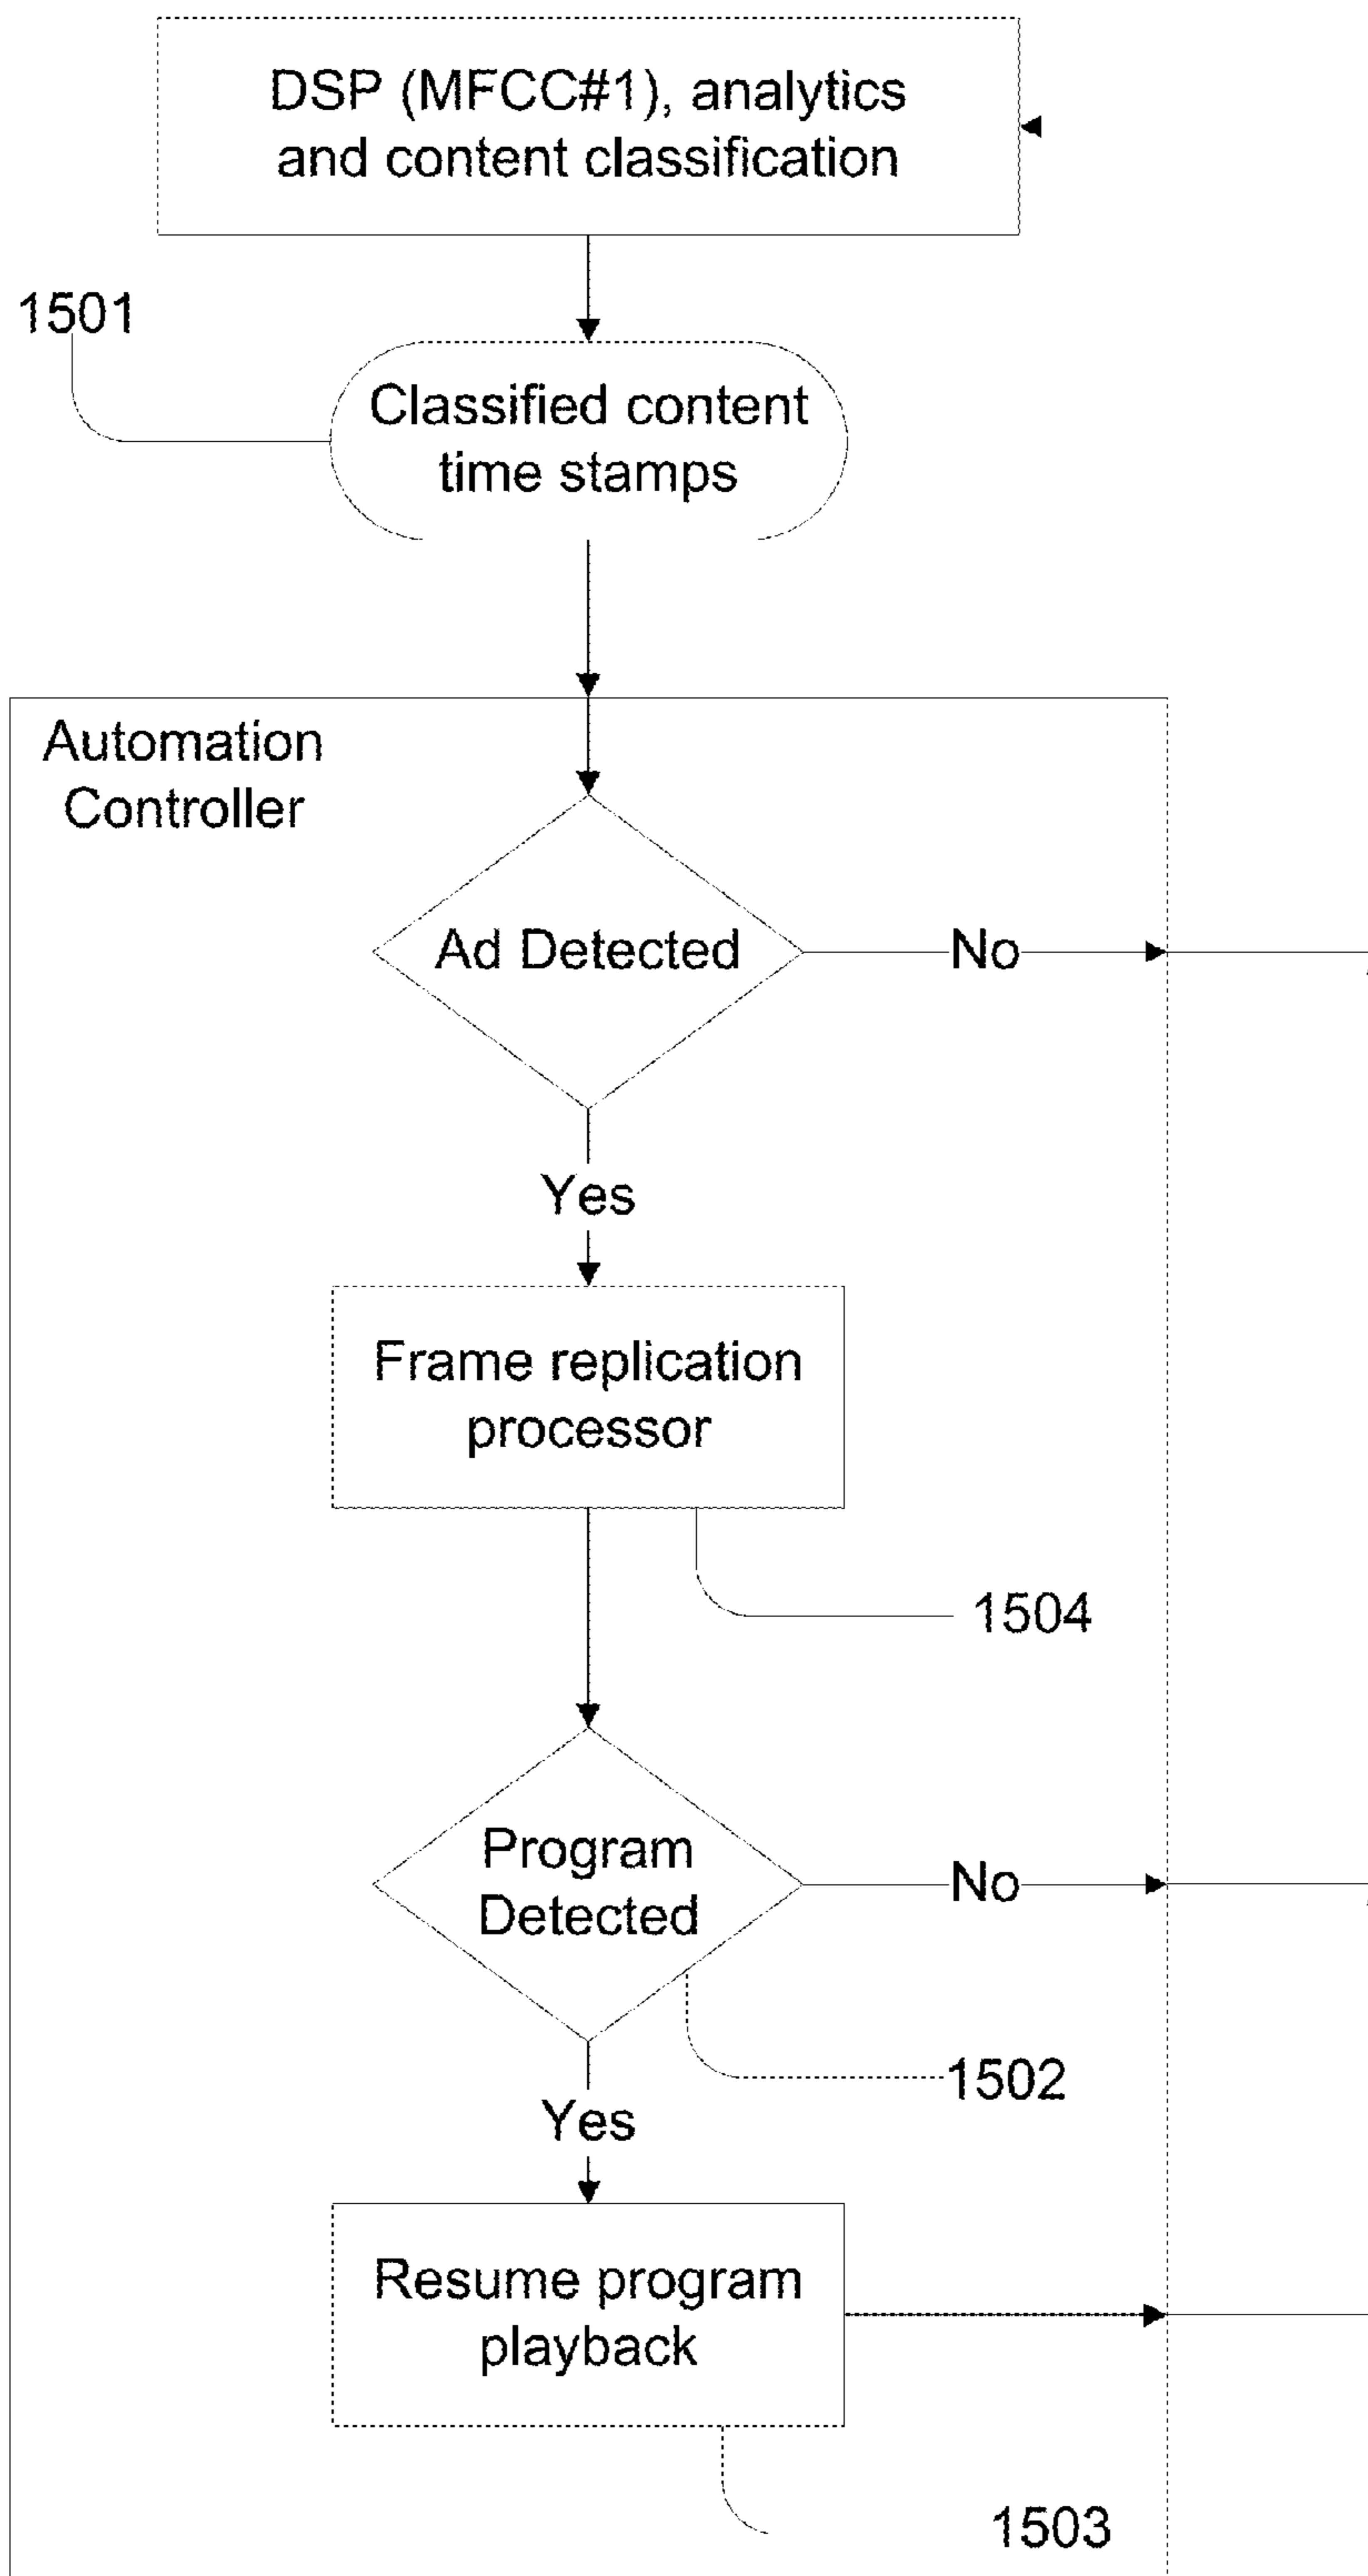 DSP (MFCC#1), analytics
and content classification
1501
Classified content
time stamps
Automation
Controller
Ad Detected
No
Yes
Frame replication
processor
1504
Program
Detected
No
1502
Yes
Resume program
playback
1503